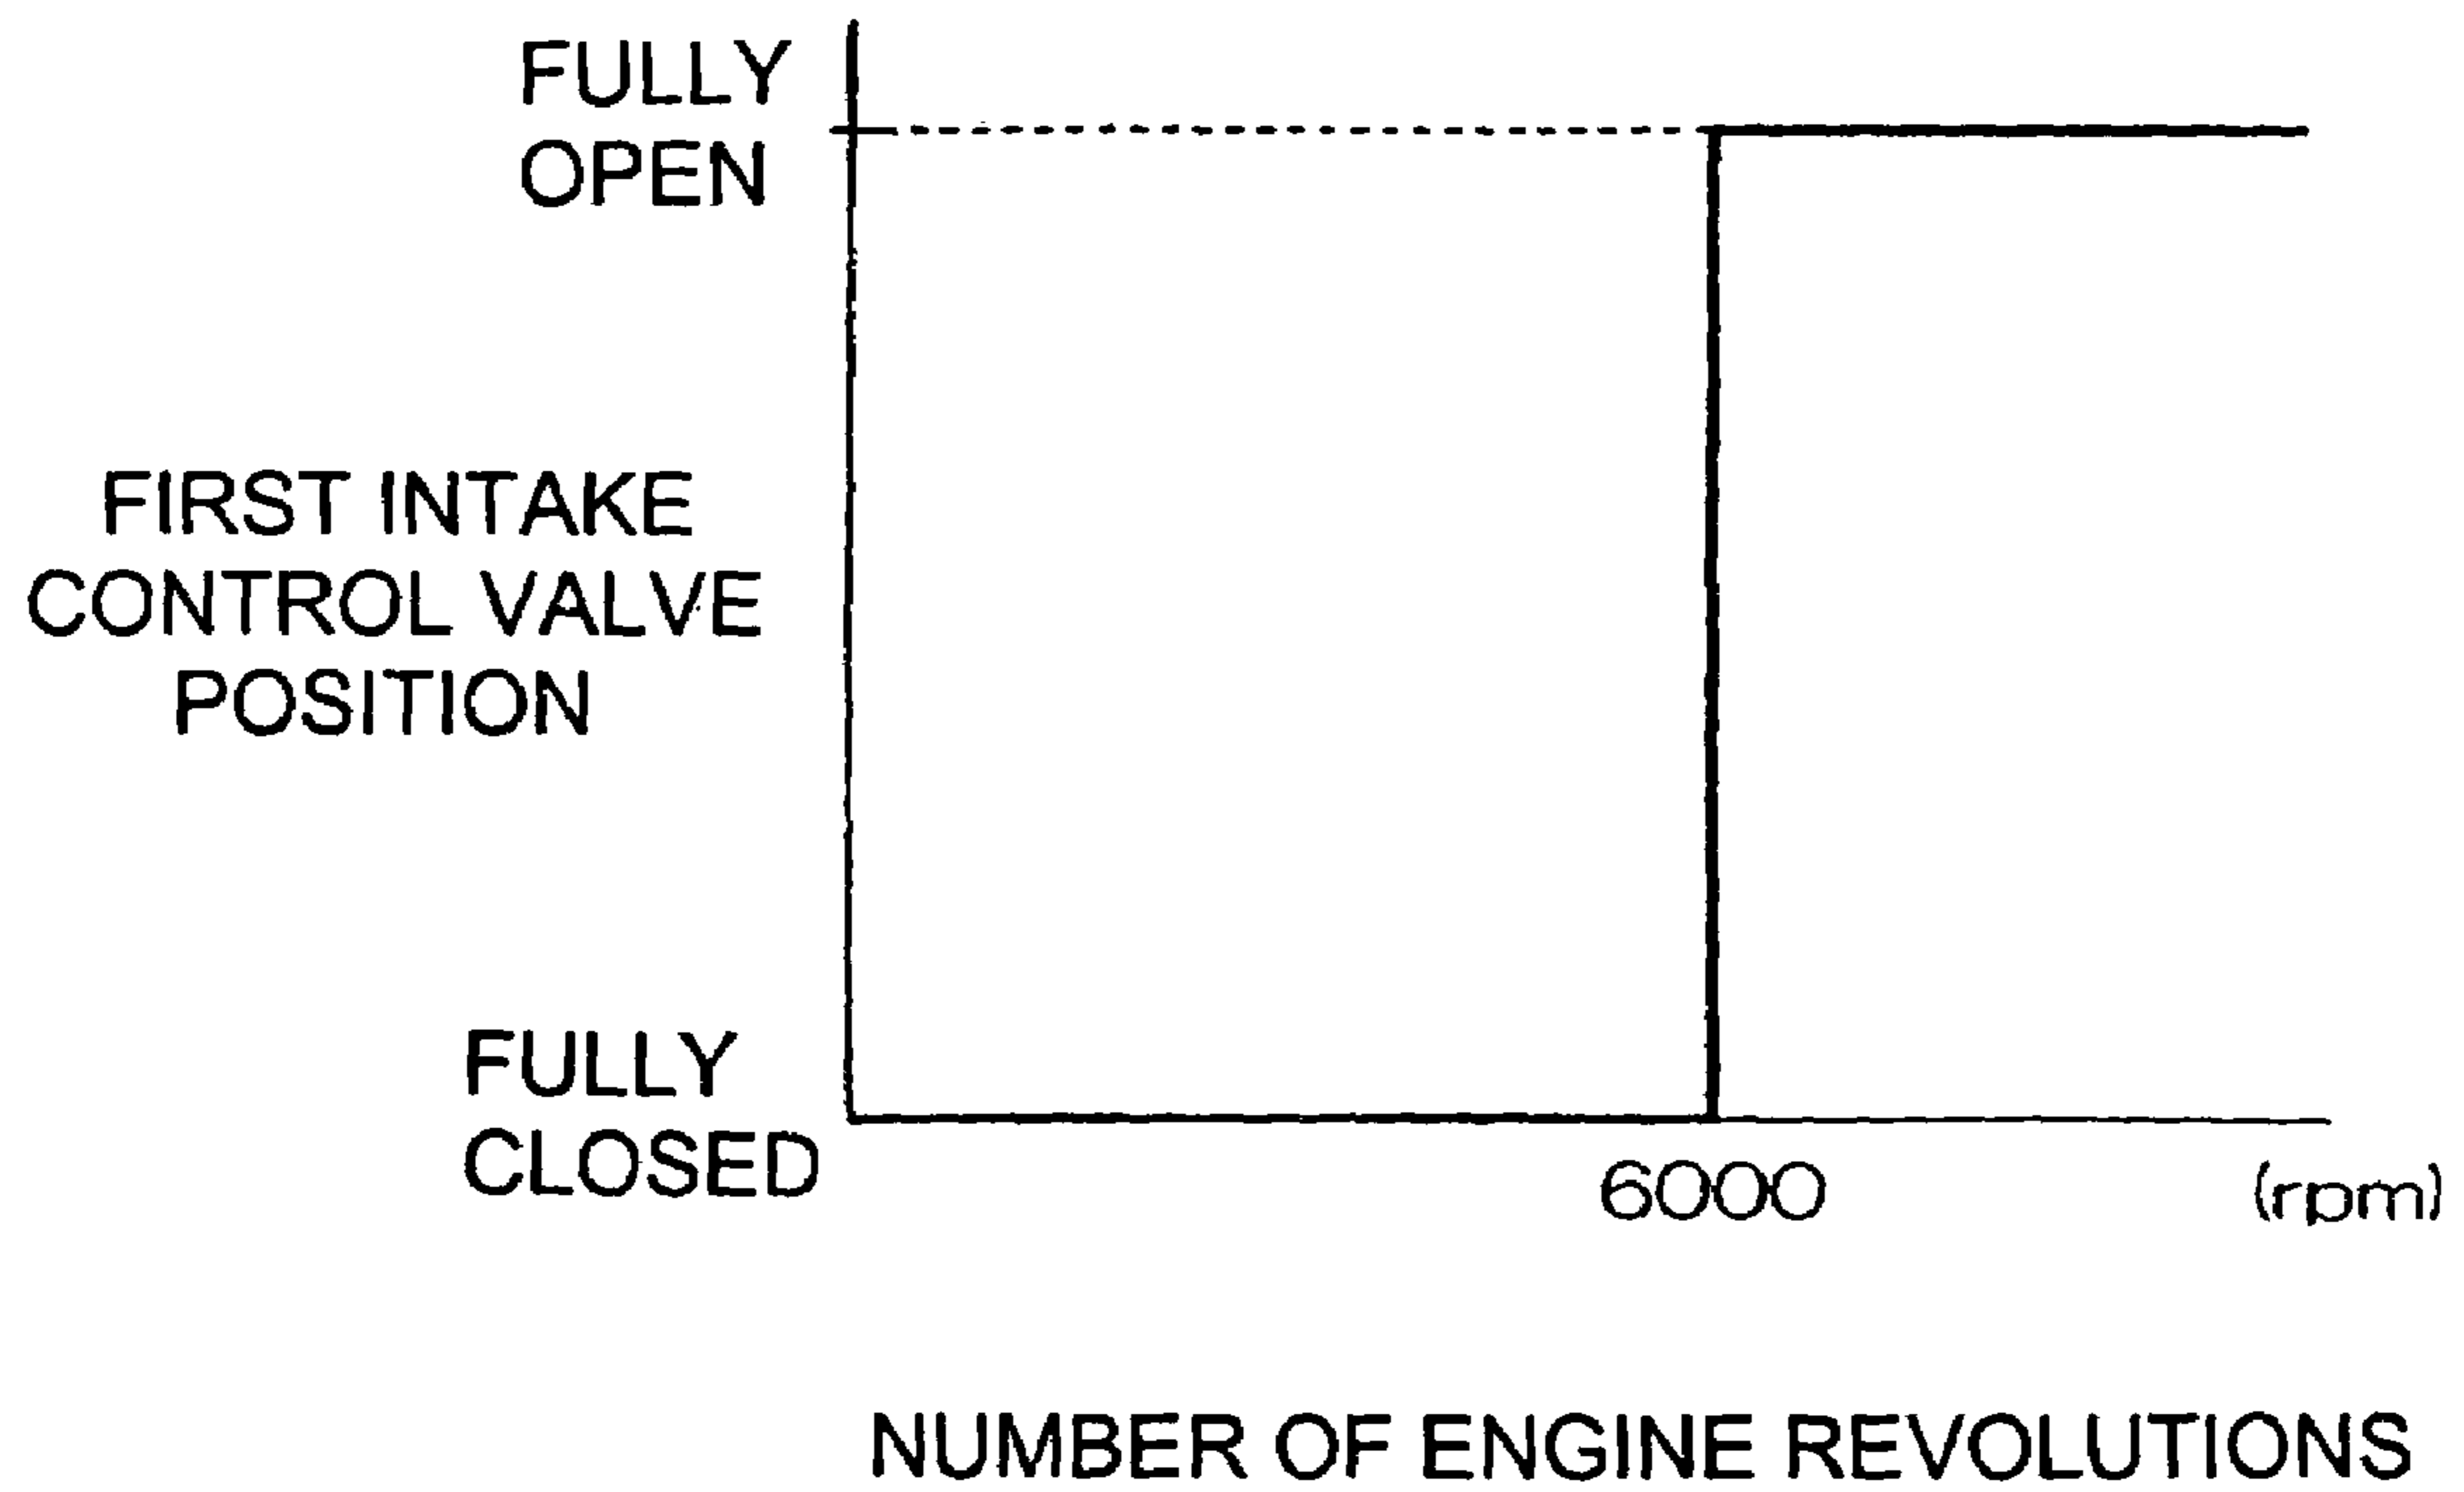 FULLY
OPEN
FIRST INTAKE
CONTROL VALVE
POSITION
FULLY
CLOSED
6000
(rpm)
NUMBER OF ENGINE REVOLUTIONS